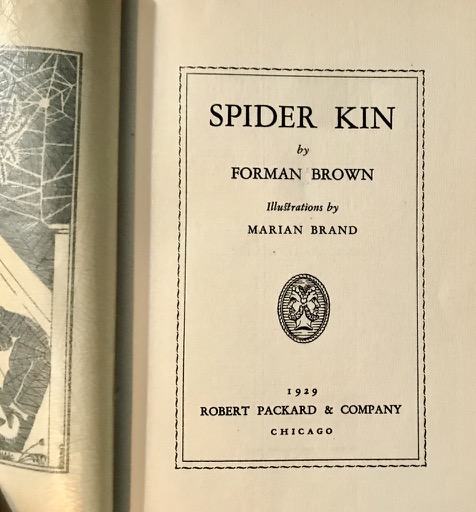 SPIDER KIN
by
FORMAN BROWN
Illustrations by
MARIAN BRAND
1929
ROBERT PACKARD & COMPANY
CHICAGO